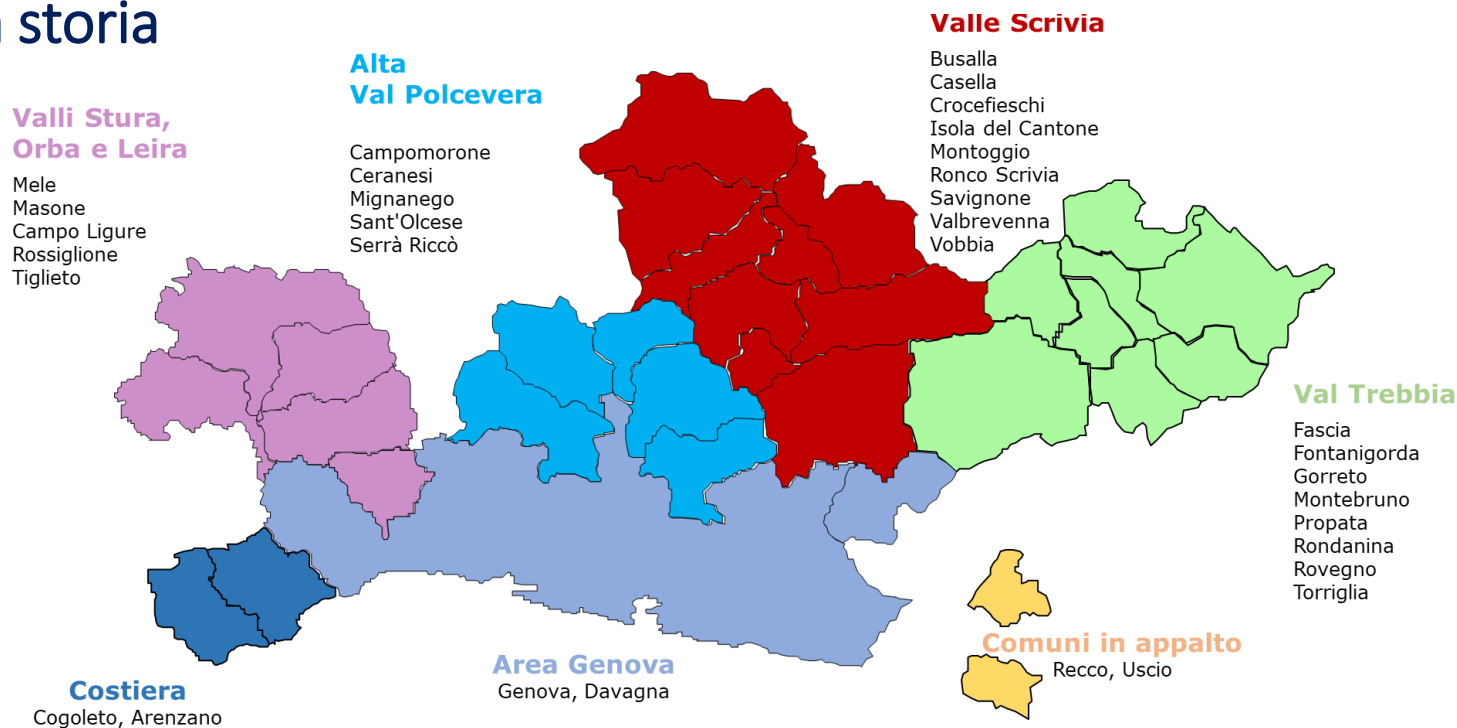 storia
Valli Stura,
Orba e Leira
Mele
Masone
Campo Ligure
Rossiglione
Tiglieto
Alta
Val Polcevera
Campomorone
Ceranesi
Mignanego
Sant'Olcese
Serrà Riccò
Valle Scrivia
Busalla
Casella
Crocefieschi
Isola del Cantone
Montoggio
Ronco Scrivia
Savignone
Valbrevenna
Vobbia
Val Trebbia
Fascia
Fontanigorda
Gorreto
Montebruno
Propata
Rondanina
Rovegno
Torriglia
Costiera
Cogoleto, Arenzano
Area Genova
Genova, Davagna
Comuni in appalto
Recco, Uscio